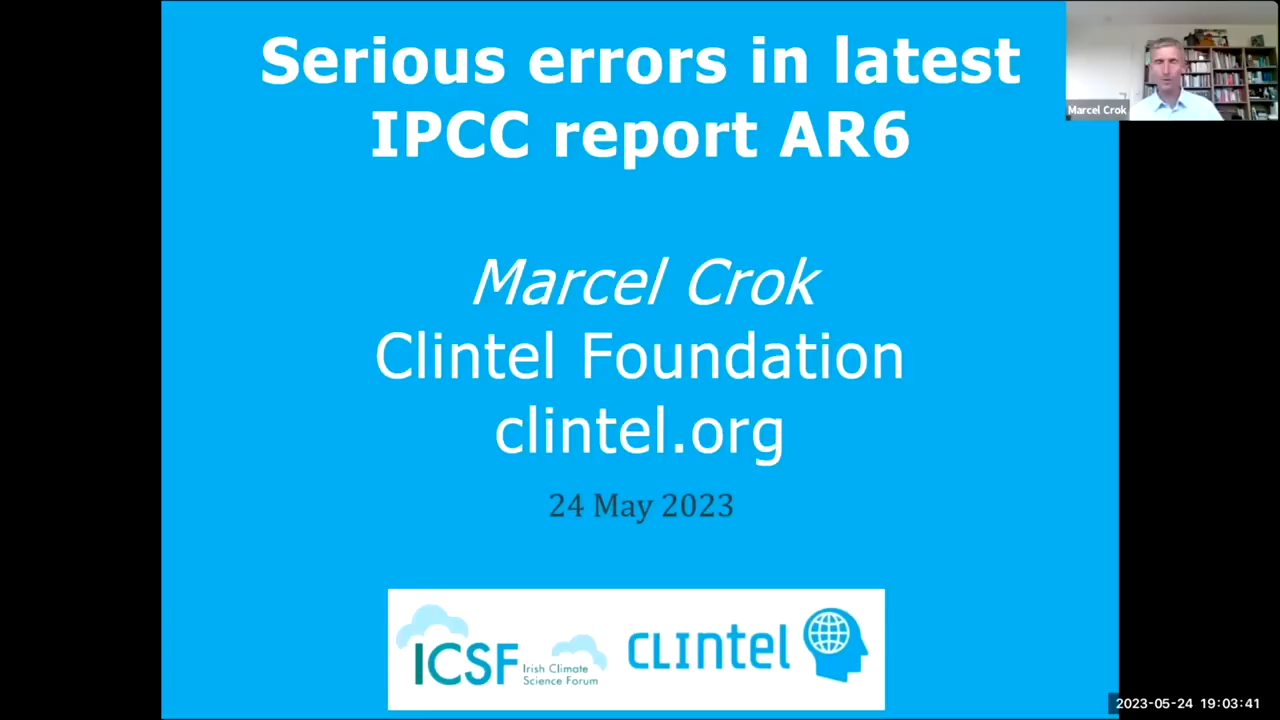 Serious errors in latest
IPCC report AR6
Marcel Crok
Marcel Crok
Clintel Foundation
clintel.org
24 May 2023
ICSF Irish Climate
Science Forum
CLINTEL
2023-05-24 19:03:41